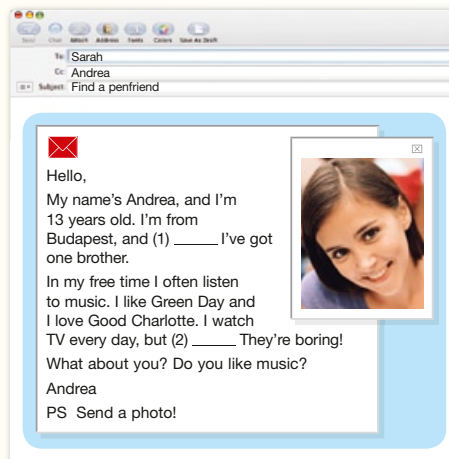 Send Chat Attach Address Fonts Colors Save As Draft
To: Sarah
Cc: Andrea
Subject: Find a penfriend
Hello,
My name's Andrea, and I'm
13 years old. I'm from
Budapest, and (1) ______ I've got
one brother.
In my free time I often listen
to music. I like Green Day and
I love Good Charlotte. I watch
TV every day, but (2) ______ They're boring!
What about you? Do you like music?
Andrea
PS Send a photo!